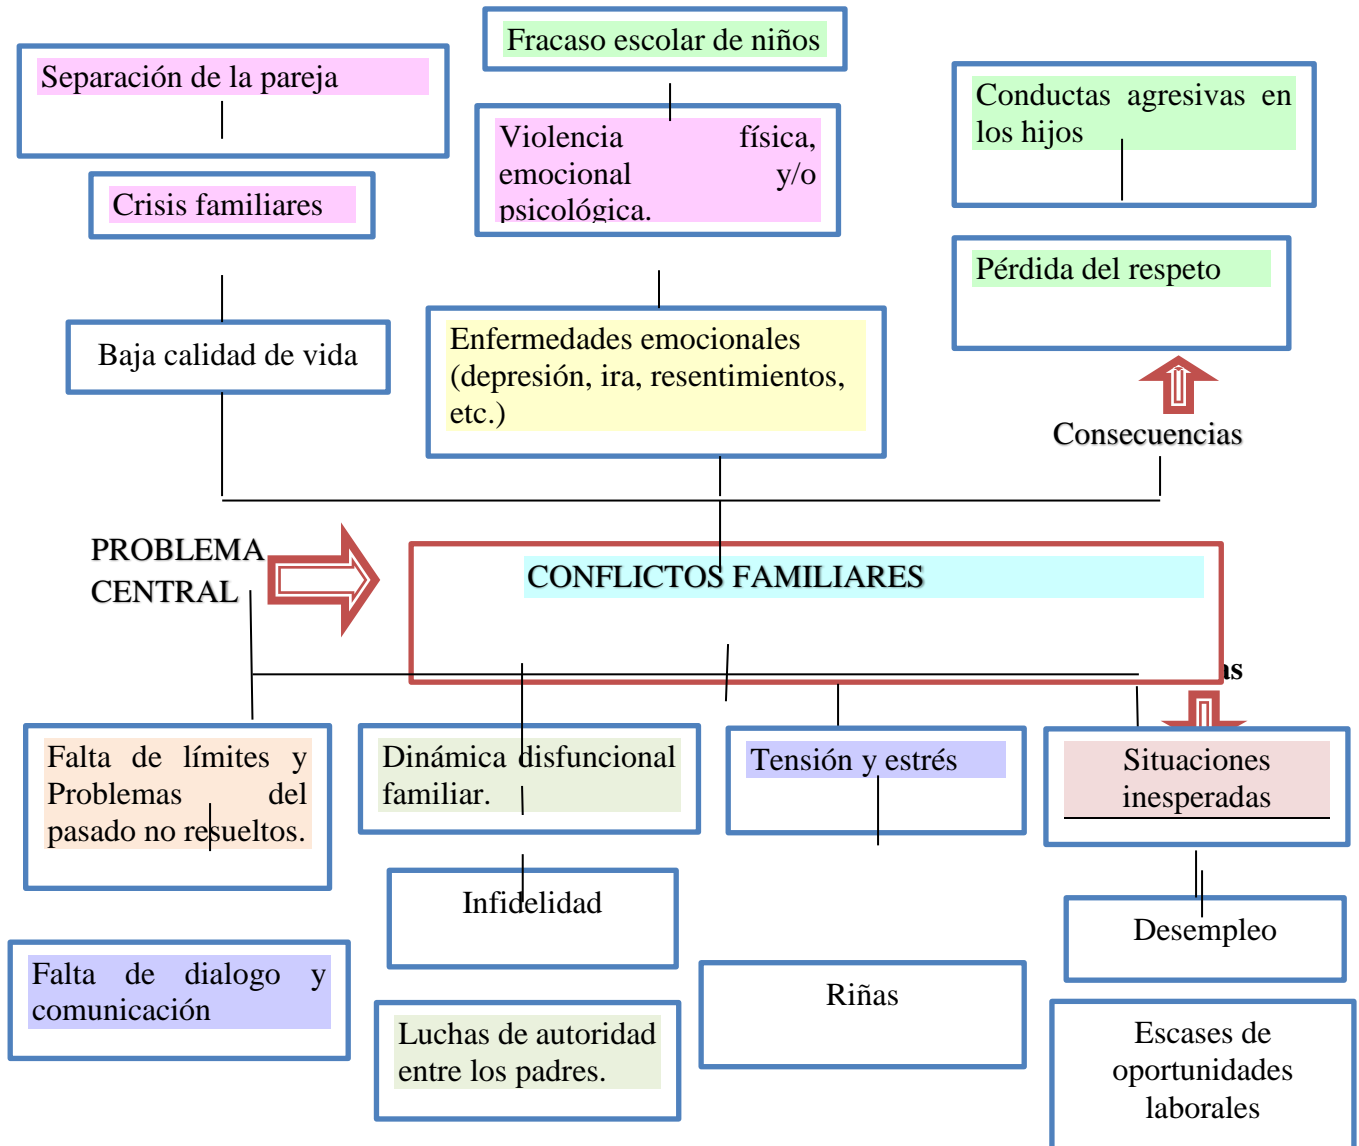 Fracaso escolar de niños
Separación de la pareja
Conductas agresivas en
los hijos
Violencia física,
emocional y/o
psicológica.
Crisis familiares
Pérdida del respeto
Baja calidad de vida
Enfermedades emocionales
(depresión, ira, resentimientos,
etc.)
Consecuencias
PROBLEMA
CENTRAL
CONFLICTOS FAMILIARES
Falta de límites y
Problemas del
pasado no resueltos.
Dinámica disfuncional
familiar.
Tensión y estrés
Situaciones
inesperadas
Infidelidad
Desempleo
Falta de dialogo y
comunicación
Riñas
Luchas de autoridad
entre los padres.
Escases de
oportunidades
laborales